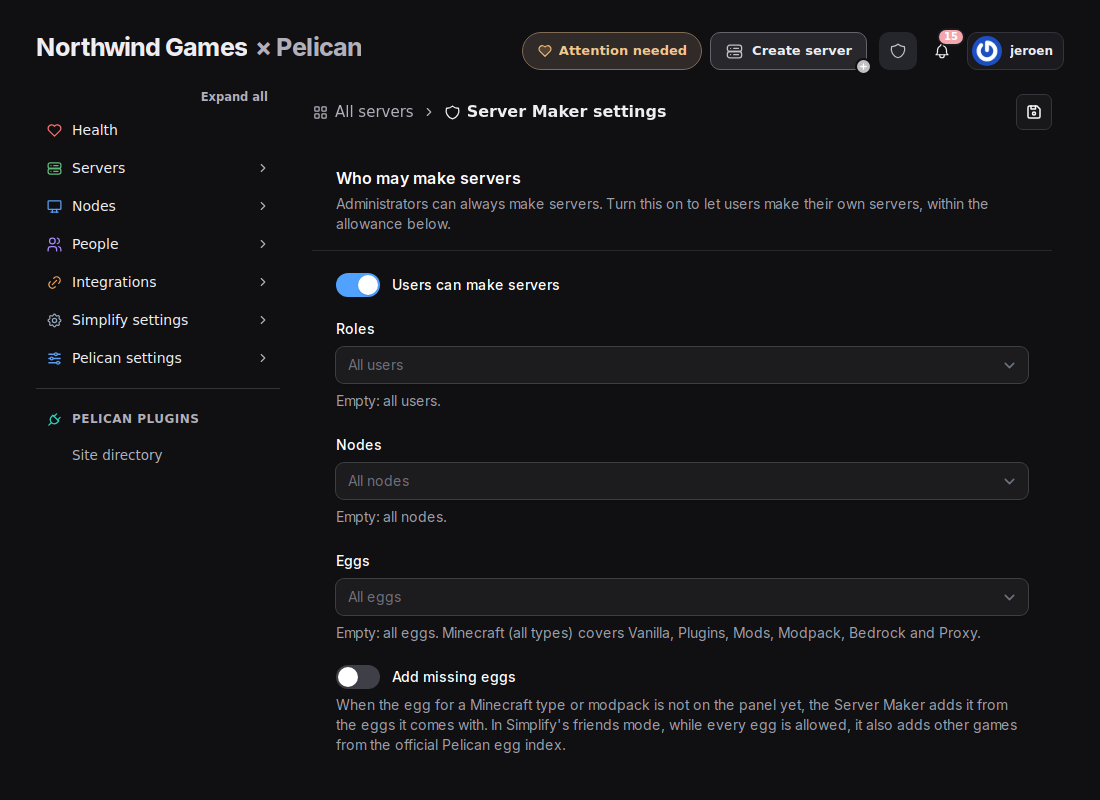 Northwind Games × Pelican
Attention needed
Create server
15
jeroen
Expand all
Health
Servers
Nodes
People
Integrations
Simplify settings
Pelican settings
PELICAN PLUGINS
Site directory
All servers
Server Maker settings
Who may make servers
Administrators can always make servers. Turn this on to let users make their own servers, within the
allowance below.
Users can make servers
Roles
All users
Empty: all users.
Nodes
All nodes
Empty: all nodes.
Eggs
All eggs
Empty: all eggs. Minecraft (all types) covers Vanilla, Plugins, Mods, Modpack, Bedrock and Proxy.
Add missing eggs
When the egg for a Minecraft type or modpack is not on the panel yet, the Server Maker adds it from
the eggs it comes with. In Simplify's friends mode, while every egg is allowed, it also adds other games
from the official Pelican egg index.